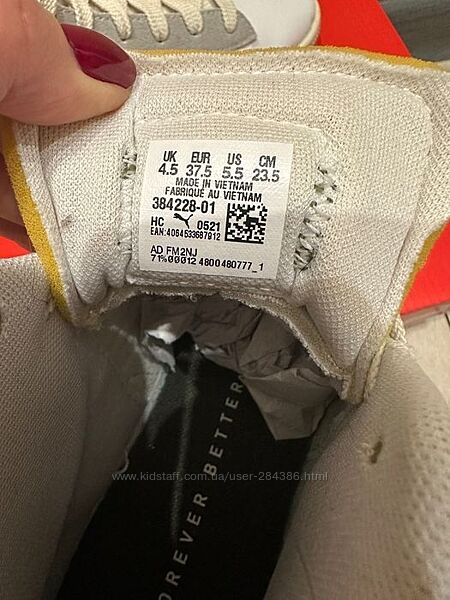 UK EUR US CM
4.5 37.5 5.5 23.5
MADE IN VIETNAM
FABRIQUÉ AU VIETNAM
384228-01
HC 0521
EAN:4064533687912
AD FM2NJ
71%00012 4800480777_1
www.kidstaff.com.ua/user-284386.html
FOREVER BETTER